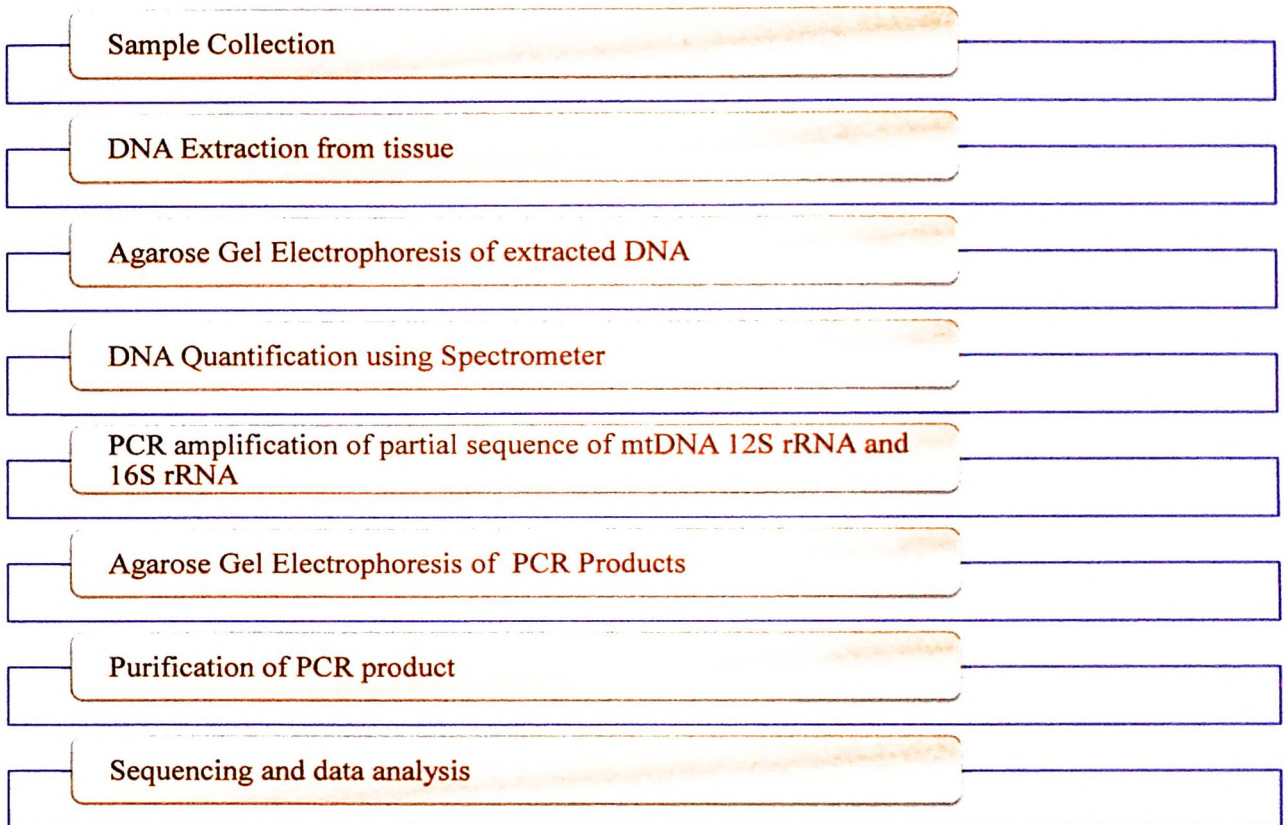 Sample Collection
DNA Extraction from tissue
Agarose Gel Electrophoresis of extracted DNA
DNA Quantification using Spectrometer
PCR amplification of partial sequence of mtDNA 12S rRNA and
16S rRNA
Agarose Gel Electrophoresis of PCR Products
Purification of PCR product
Sequencing and data analysis